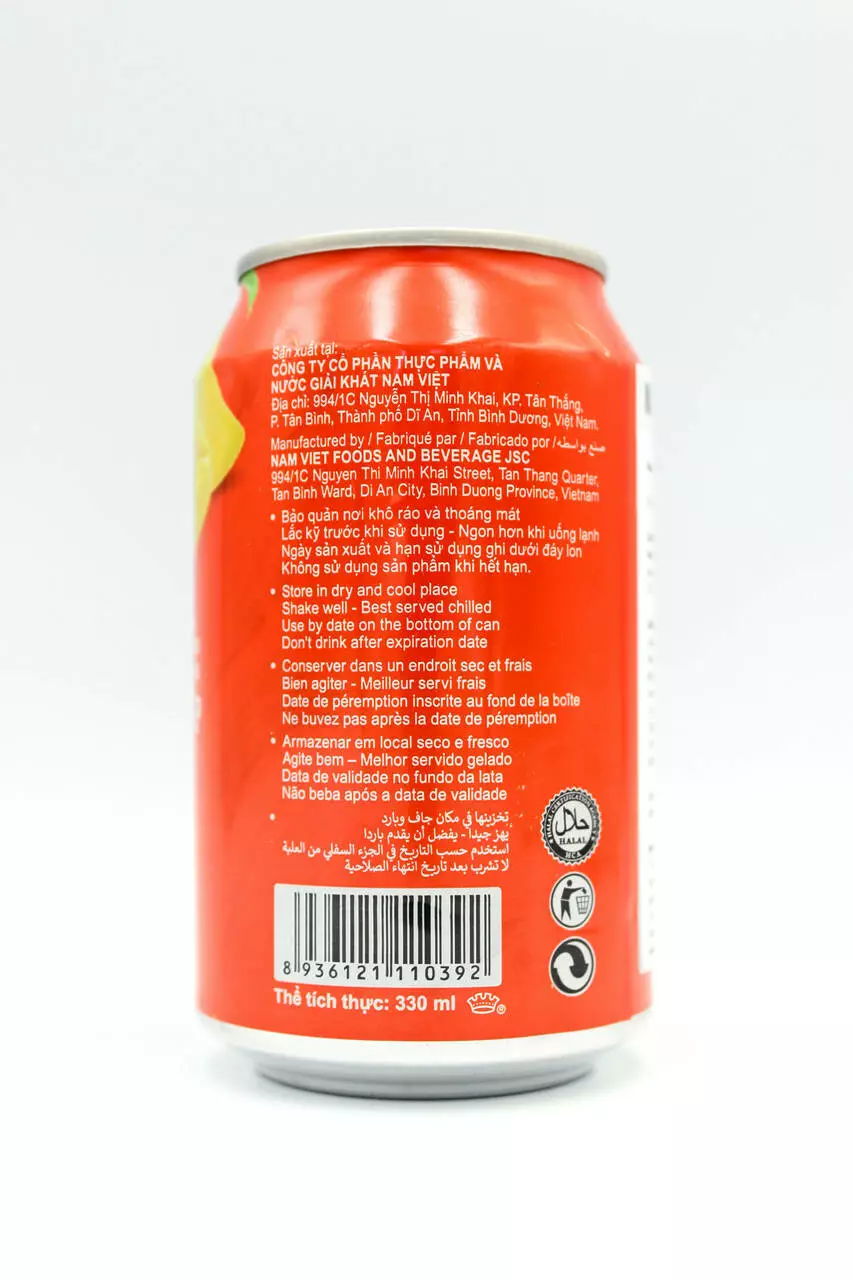 Sản xuất tại:
CÔNG TY CỔ PHẦN THỰC PHẨM VÀ
NƯỚC GIẢI KHÁT NAM VIỆT
Địa chỉ: 994/1C Nguyễn Thị Minh Khai, KP. Tân Thắng,
P. Tân Bình, Thành phố Dĩ An, Tỉnh Bình Dương, Việt Nam.
Manufactured by / Fabriqué par / Fabricado por / صنع بواسطه
NAM VIET FOODS AND BEVERAGE JSC
994/1C Nguyen Thi Minh Khai Street, Tan Thang Quarter,
Tan Binh Ward, Di An City, Binh Duong Province, Vietnam
• Bảo quản nơi khô ráo và thoáng mát
Lắc kỹ trước khi sử dụng - Ngon hơn khi uống lạnh
Ngày sản xuất và hạn sử dụng ghi dưới đáy lon
Không sử dụng sản phẩm khi hết hạn.
• Store in dry and cool place
Shake well - Best served chilled
Use by date on the bottom of can
Don't drink after expiration date
• Conserver dans un endroit sec et frais
Bien agiter - Meilleur servi frais
Date de péremption inscrite au fond de la boîte
Ne buvez pas après la date de péremption
• Armazenar em local seco e fresco
Agite bem – Melhor servido gelado
Data de validade no fundo da lata
Não beba após a data de validade
• تخزينها في مكان جاف وبارد
يهز جيدا - يفضل أن يقدم باردا
استخدم حسب التاريخ في الجزء السفلي من العلبة
لا تشرب بعد تاريخ انتهاء الصلاحية
حلال
HALAL
HCA
8 936121 110392
Thể tích thực: 330 ml ®